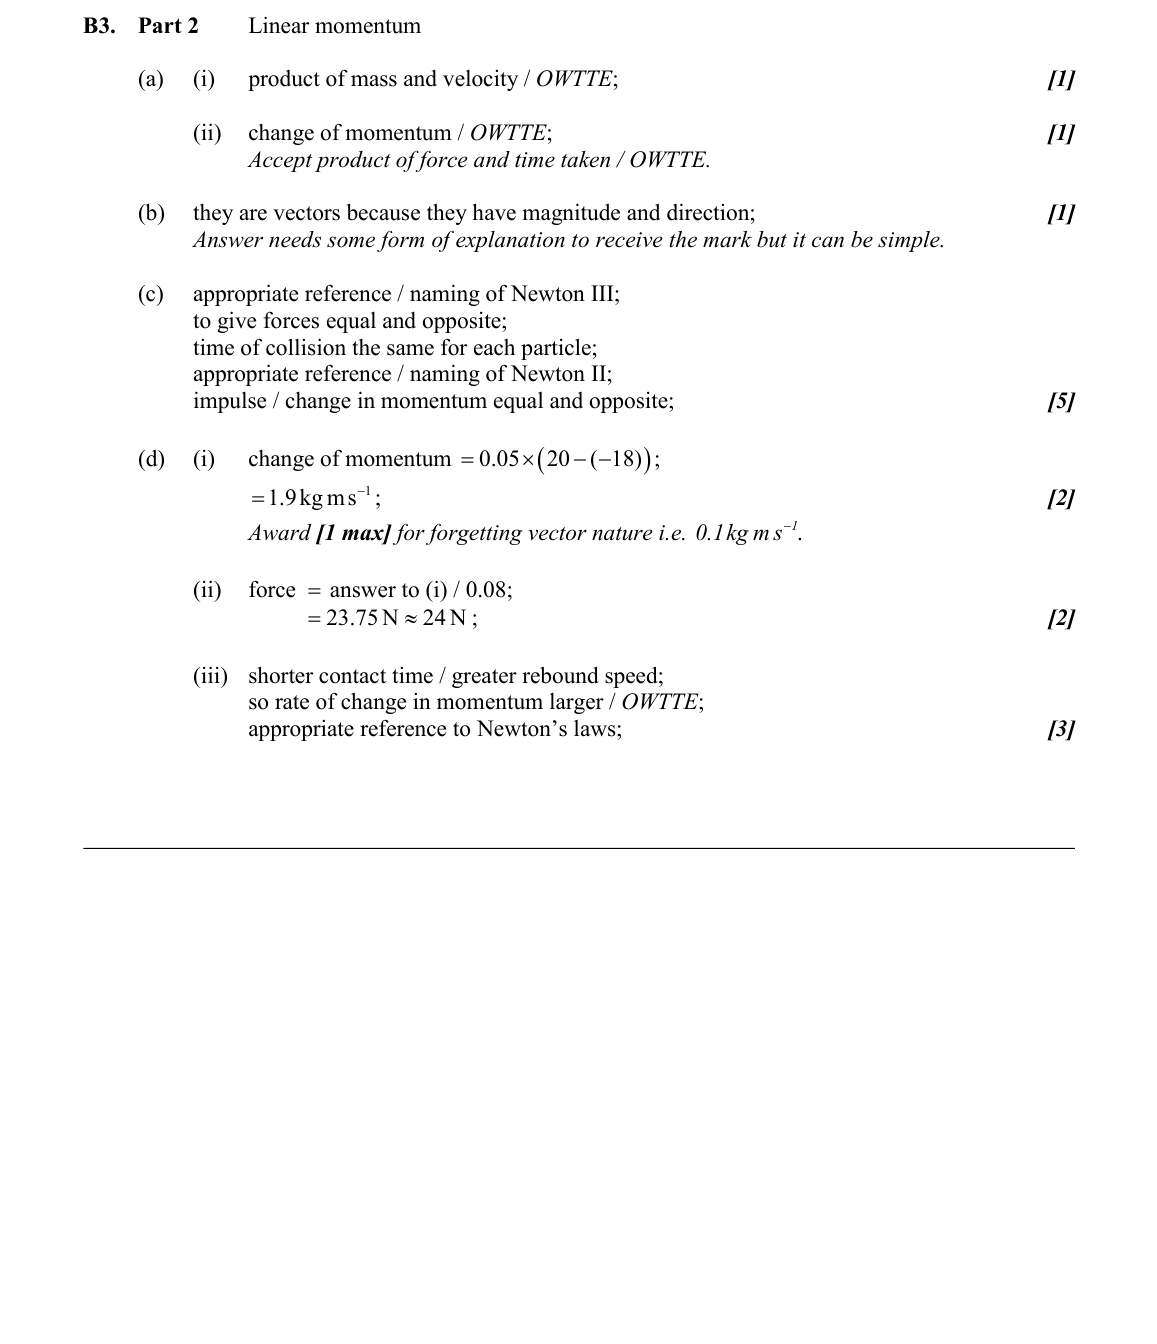 B3. Part 2 Linear momentum
(a) (i) product of mass and velocity / OWTTE; [1]
(ii) change of momentum / OWTTE; [1]
Accept product of force and time taken / OWTTE.
(b) they are vectors because they have magnitude and direction; [1]
Answer needs some form of explanation to receive the mark but it can be simple.
(c) appropriate reference / naming of Newton III;
to give forces equal and opposite;
time of collision the same for each particle;
appropriate reference / naming of Newton II;
impulse / change in momentum equal and opposite; [5]
(d) (i) change of momentum = 0.05×(20−(−18));
= 1.9 kg m s⁻¹; [2]
Award [1 max] for forgetting vector nature i.e. 0.1 kg m s⁻¹.
(ii) force = answer to (i) / 0.08;
= 23.75 N ≈ 24 N; [2]
(iii) shorter contact time / greater rebound speed;
so rate of change in momentum larger / OWTTE;
appropriate reference to Newton’s laws; [3]